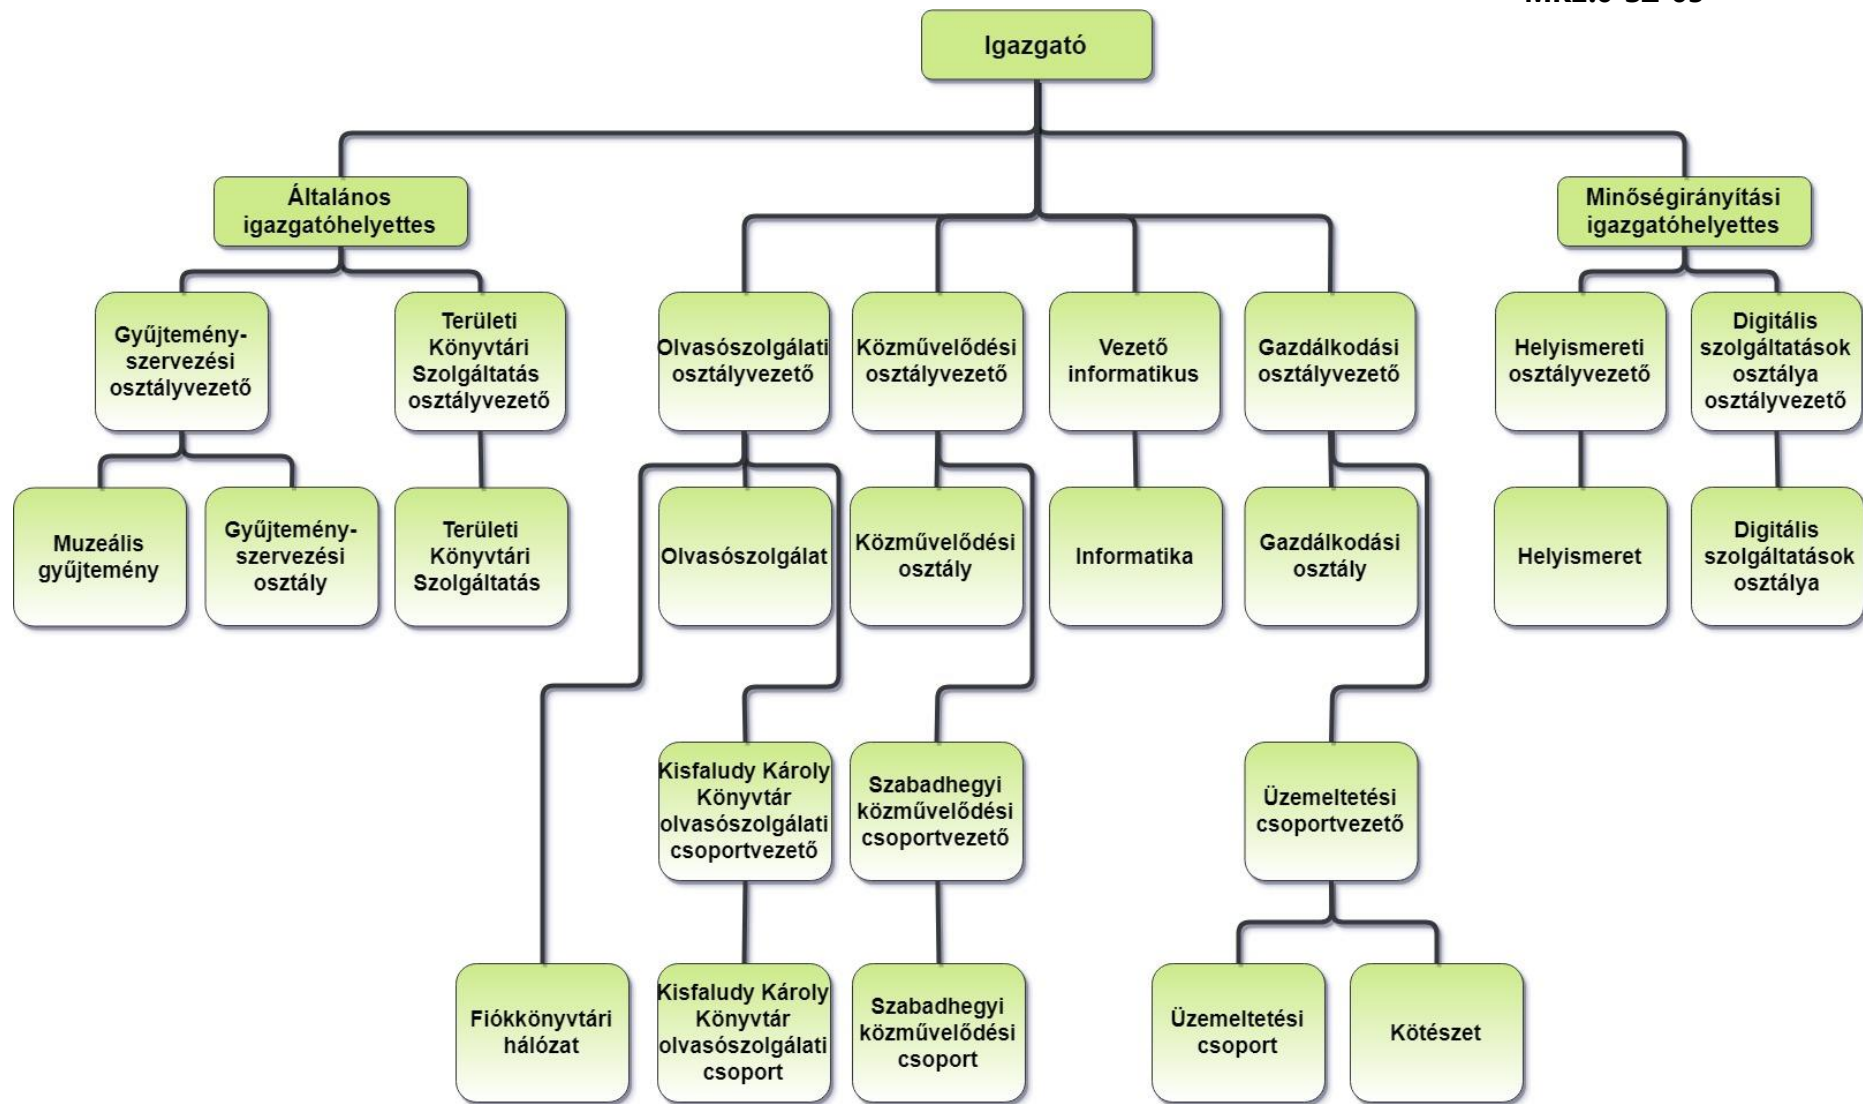 Igazgató
Általános
igazgatóhelyettes
Minőségirányítási
igazgatóhelyettes
Gyűjtemény-
szervezési
osztályvezető
Területi
Könyvtári
Szolgáltatás
osztályvezető
Olvasószolgálati
osztályvezető
Közművelődési
osztályvezető
Vezető
informatikus
Gazdálkodási
osztályvezető
Helyismereti
osztályvezető
Digitális
szolgáltatások
osztálya
osztályvezető
Muzeális
gyűjtemény
Gyűjtemény-
szervezési
osztály
Területi
Könyvtári
Szolgáltatás
Olvasószolgálat
Közművelődési
osztály
Informatika
Gazdálkodási
osztály
Helyismeret
Digitális
szolgáltatások
osztálya
Kisfaludy Károly
Könyvtár
olvasószolgálati
csoportvezető
Szabadhegyi
közművelődési
csoportvezető
Üzemeltetési
csoportvezető
Fiókkönyvtári
hálózat
Kisfaludy Károly
Könyvtár
olvasószolgálati
csoport
Szabadhegyi
közművelődési
csoport
Üzemeltetési
csoport
Kötészet